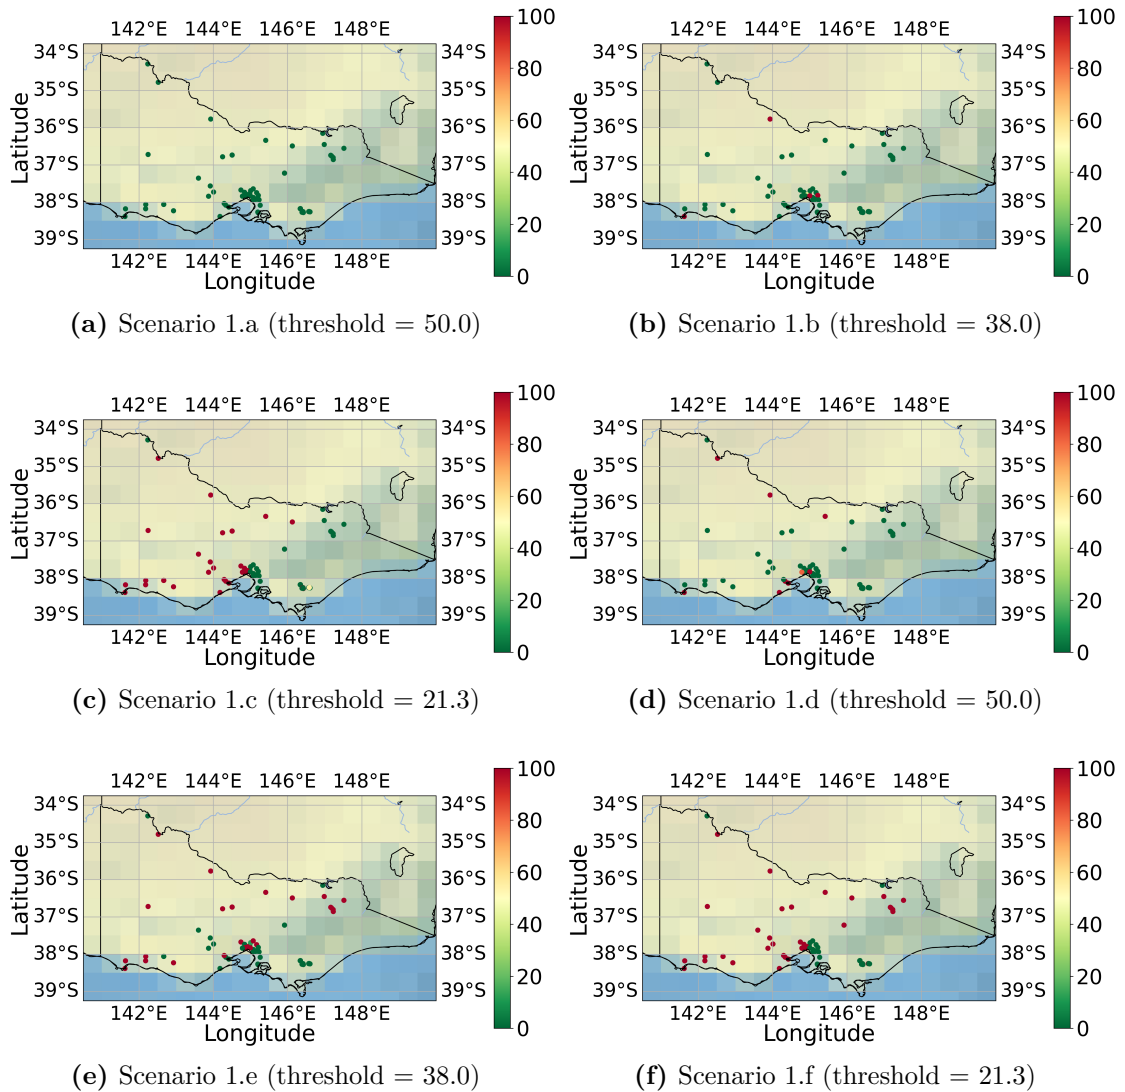 142°E 144°E 146°E 148°E 100 142°E 144°E 146°E 148°E 100
34°S 34°S 34°S 34°S
35°S 35°S 80 35°S 35°S 80
Latitude 36°S 36°S 60 Latitude 36°S 36°S 60
37°S 37°S 40 37°S 37°S 40
38°S 38°S 20 38°S 38°S 20
39°S 39°S 0 39°S 39°S 0
142°E 144°E 146°E 148°E 142°E 144°E 146°E 148°E
Longitude Longitude
(a) Scenario 1.a (threshold = 50.0) (b) Scenario 1.b (threshold = 38.0)
142°E 144°E 146°E 148°E 100 142°E 144°E 146°E 148°E 100
34°S 34°S 34°S 34°S
35°S 35°S 80 35°S 35°S 80
Latitude 36°S 36°S 60 Latitude 36°S 36°S 60
37°S 37°S 40 37°S 37°S 40
38°S 38°S 20 38°S 38°S 20
39°S 39°S 0 39°S 39°S 0
142°E 144°E 146°E 148°E 142°E 144°E 146°E 148°E
Longitude Longitude
(c) Scenario 1.c (threshold = 21.3) (d) Scenario 1.d (threshold = 50.0)
142°E 144°E 146°E 148°E 100 142°E 144°E 146°E 148°E 100
34°S 34°S 34°S 34°S
35°S 35°S 80 35°S 35°S 80
Latitude 36°S 36°S 60 Latitude 36°S 36°S 60
37°S 37°S 40 37°S 37°S 40
38°S 38°S 20 38°S 38°S 20
39°S 39°S 0 39°S 39°S 0
142°E 144°E 146°E 148°E 142°E 144°E 146°E 148°E
Longitude Longitude
(e) Scenario 1.e (threshold = 38.0) (f) Scenario 1.f (threshold = 21.3)